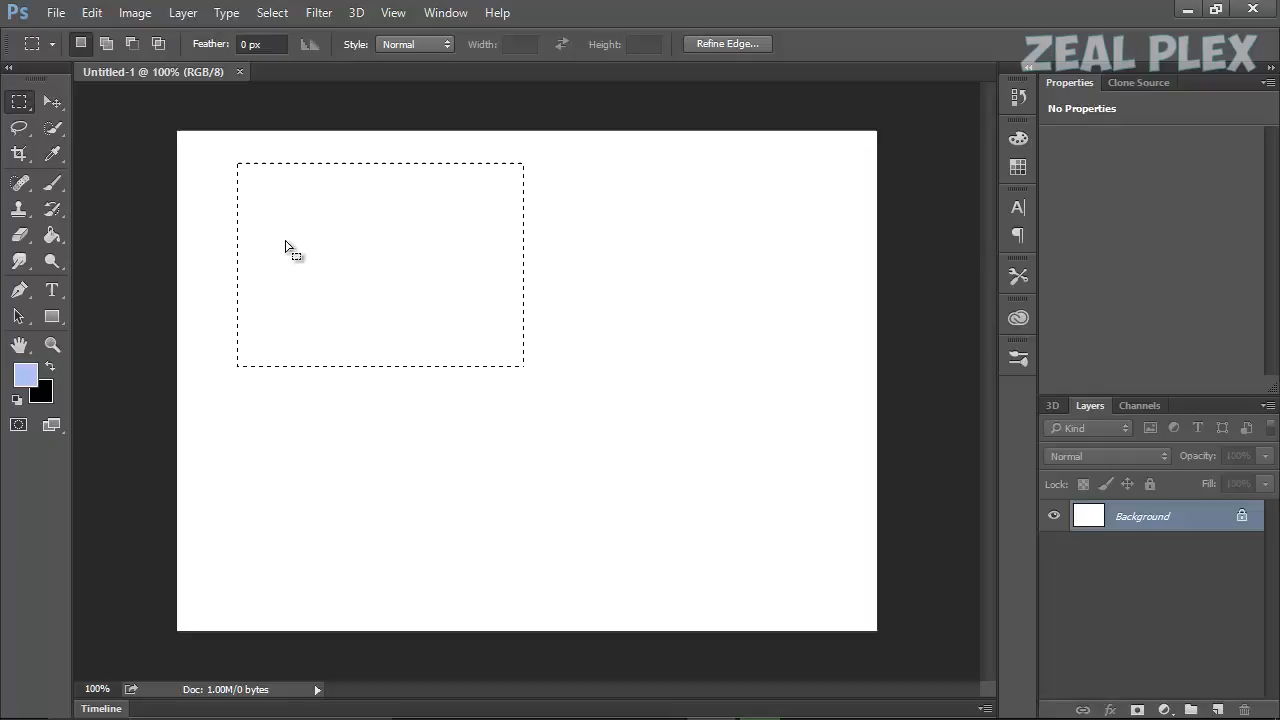 Ps File Edit Image Layer Type Select Filter 3D View Window Help
Feather: 0 px Style: Normal Width: Height: Refine Edge...
ZEAL PLEX
Untitled-1 @ 100% (RGB/8) ×
Properties Clone Source
No Properties
3D Layers Channels
Kind
Normal Opacity: 100%
Lock: Fill: 100%
Background
100% Doc: 1.00M/0 bytes
Timeline